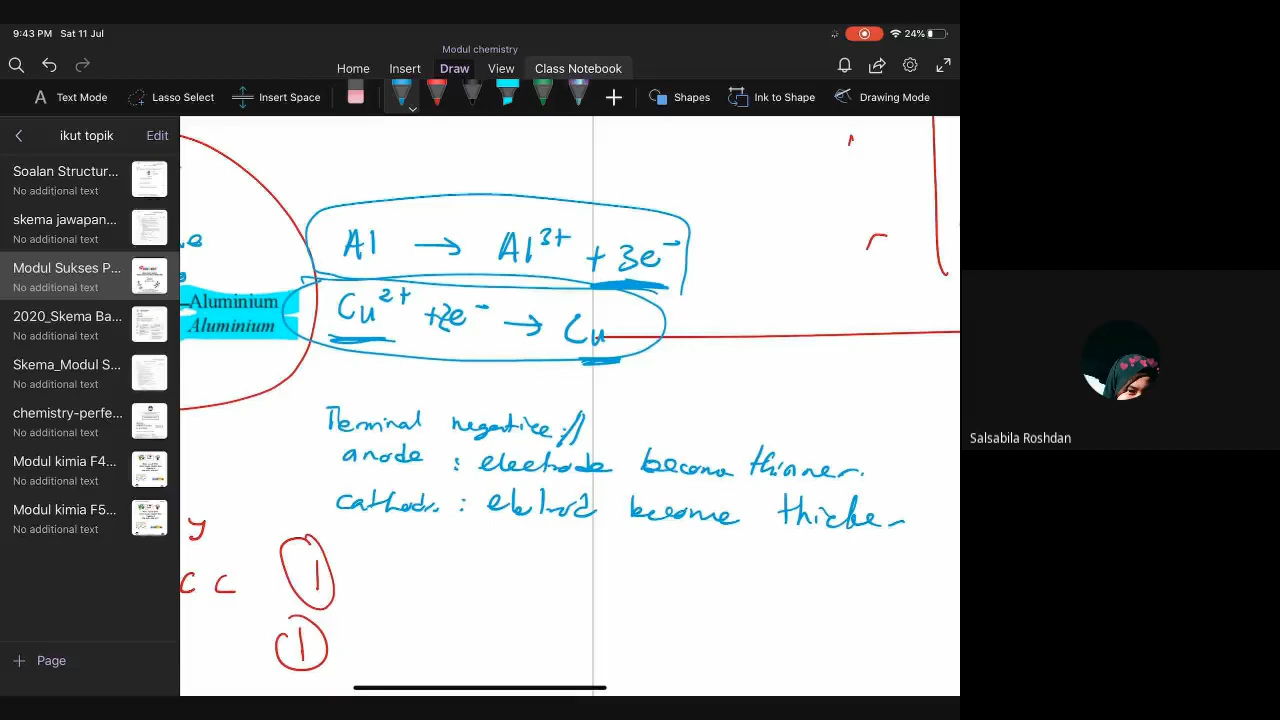 9:43 PM Sat 11 Jul
24%
Modul chemistry
Home Insert Draw View Class Notebook
Text Mode Lasso Select Insert Space Shapes Ink to Shape Drawing Mode
ikut topik Edit
Soalan Structur...
No additional text
skema jawapan...
No additional text
Modul Sukses P...
No additional text
2020_Skema Ba...
No additional text
Skema_Modul S...
No additional text
chemistry-perfe...
No additional text
Modul kimia F4...
No additional text
Modul kimia F5...
No additional text
Page
Al → Al³⁺ + 3e⁻
Aluminium
Aluminium
Cu²⁺ + 2e⁻ → Cu
Terminal negative //
anode : electrode become thinner.
cathode : become thicker
y
C C 1
1
r
Salsabila Roshdan